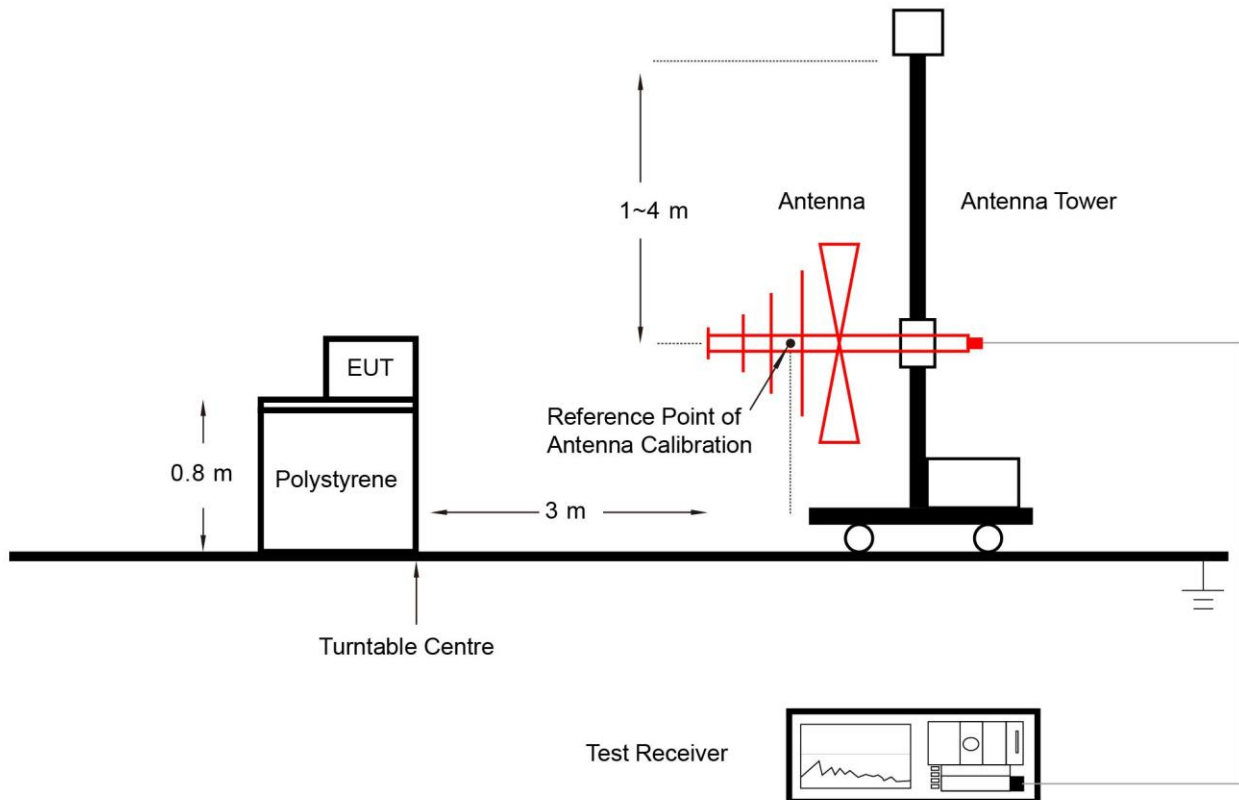 1~4 m
Antenna
Antenna Tower
EUT
Reference Point of
Antenna Calibration
0.8 m
Polystyrene
3 m
Turntable Centre
Test Receiver